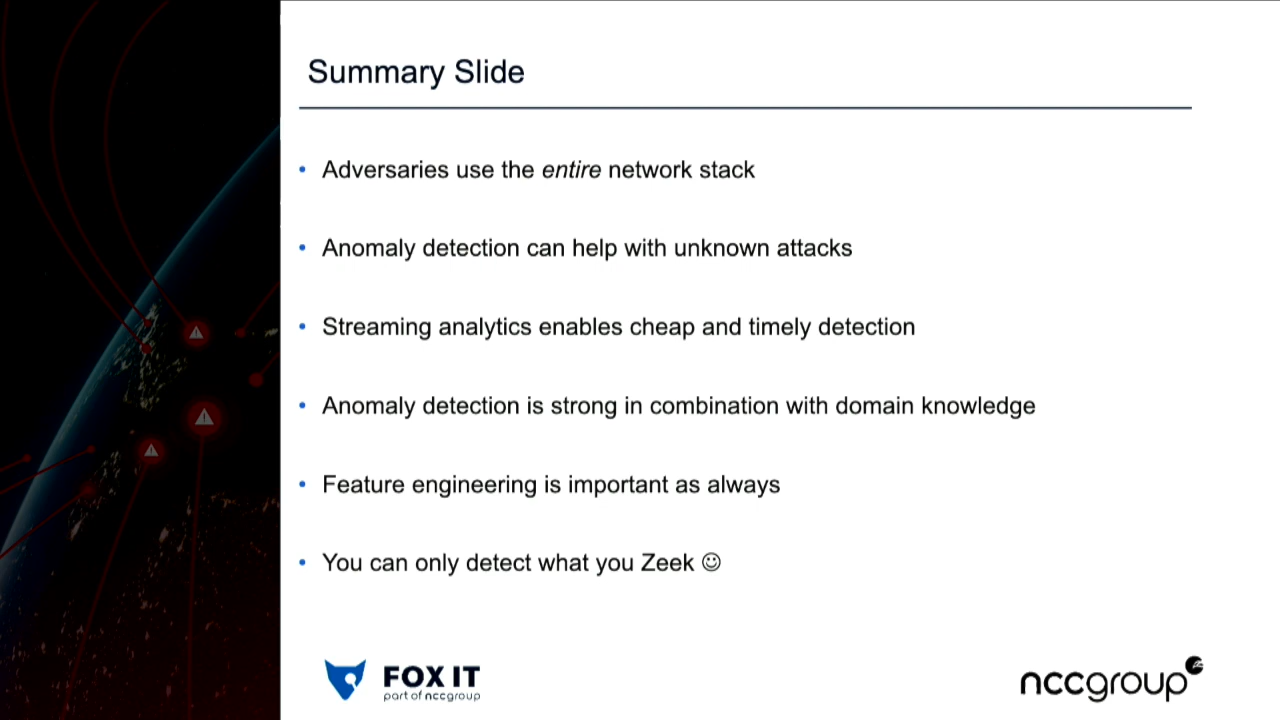 Summary Slide
• Adversaries use the entire network stack
• Anomaly detection can help with unknown attacks
• Streaming analytics enables cheap and timely detection
• Anomaly detection is strong in combination with domain knowledge
• Feature engineering is important as always
• You can only detect what you Zeek ☺
FOX IT
part of nccgroup
nccgroup